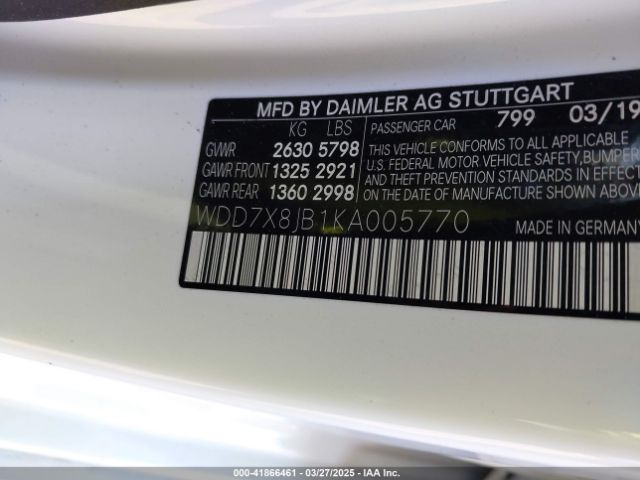 MFD BY DAIMLER AG STUTTGART
KG LBS
GVWR 2630 5798
GAWR FRONT 1325 2921
GAWR REAR 1360 2998
PASSENGER CAR 799 03/19
THIS VEHICLE CONFORMS TO ALL APPLICABLE
U.S. FEDERAL MOTOR VEHICLE SAFETY, BUMPER
AND THEFT PREVENTION STANDARDS IN EFFECT
ON THE DATE OF MANUFACTURE SHOWN ABOVE.
WDD7X8JB1KA005770
MADE IN GERMANY
000-41866461 | 03/27/2025 | IAA Inc.